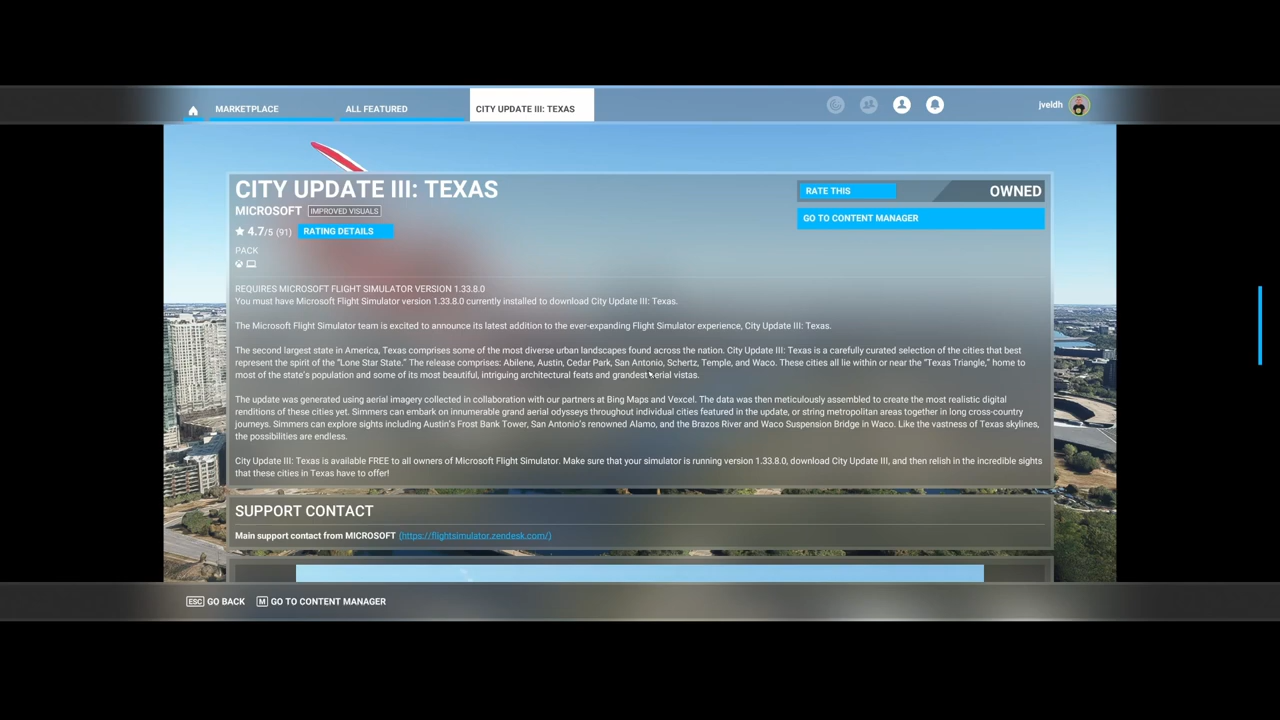 MARKETPLACE
ALL FEATURED
CITY UPDATE III: TEXAS
jveldh
CITY UPDATE III: TEXAS
RATE THIS
OWNED
MICROSOFT
IMPROVED VISUALS
GO TO CONTENT MANAGER
4.7/5 (91)
RATING DETAILS
PACK
REQUIRES MICROSOFT FLIGHT SIMULATOR VERSION 1.33.8.0
You must have Microsoft Flight Simulator version 1.33.8.0 currently installed to download City Update III: Texas.
The Microsoft Flight Simulator team is excited to announce its latest addition to the ever-expanding Flight Simulator experience, City Update III: Texas.
The second largest state in America, Texas comprises some of the most diverse urban landscapes found across the nation. City Update III: Texas is a carefully curated selection of the cities that best
represent the spirit of the "Lone Star State." The release comprises: Abilene, Austin, Cedar Park, San Antonio, Schertz, Temple, and Waco. These cities all lie within or near the "Texas Triangle," home to
most of the state's population and some of its most beautiful, intriguing architectural feats and grandest aerial vistas.
The update was generated using aerial imagery collected in collaboration with our partners at Bing Maps and Vexcel. The data was then meticulously assembled to create the most realistic digital
renditions of these cities yet. Simmers can embark on innumerable grand aerial odysseys throughout individual cities featured in the update, or string metropolitan areas together in long cross-country
journeys. Simmers can explore sights including Austin's Frost Bank Tower, San Antonio's renowned Alamo, and the Brazos River and Waco Suspension Bridge in Waco. Like the vastness of Texas skylines,
the possibilities are endless.
City Update III: Texas is available FREE to all owners of Microsoft Flight Simulator. Make sure that your simulator is running version 1.33.8.0, download City Update III, and then relish in the incredible sights
that these cities in Texas have to offer!
SUPPORT CONTACT
Main support contact from MICROSOFT (https://flightsimulator.zendesk.com/)
ESC GO BACK
M GO TO CONTENT MANAGER